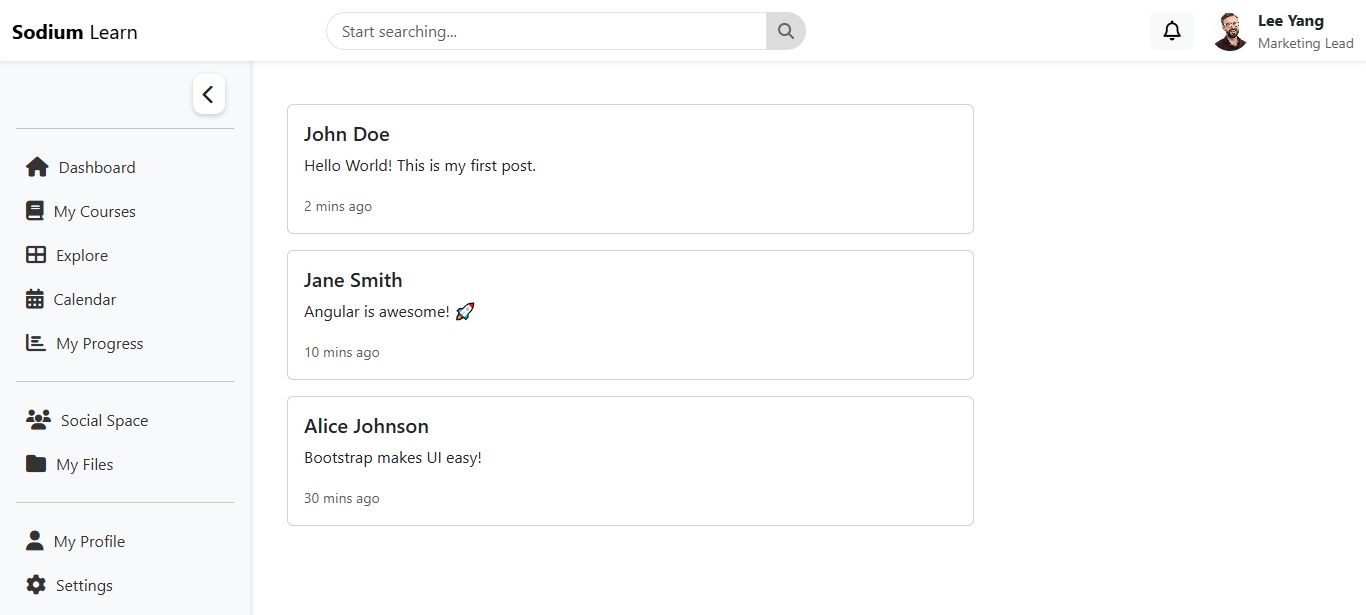 Sodium Learn
Start searching...
Lee Yang
Marketing Lead
Dashboard
My Courses
Explore
Calendar
My Progress
Social Space
My Files
My Profile
Settings
John Doe
Hello World! This is my first post.
2 mins ago
Jane Smith
Angular is awesome! 🚀
10 mins ago
Alice Johnson
Bootstrap makes UI easy!
30 mins ago